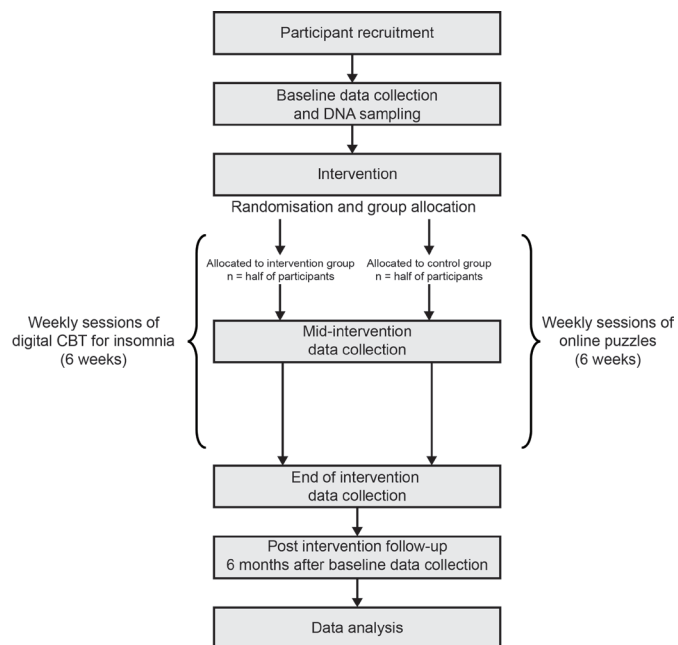 Participant recruitment
Baseline data collection
and DNA sampling
Intervention
Randomisation and group allocation
Allocated to intervention group
n = half of participants
Allocated to control group
n = half of participants
Weekly sessions of
digital CBT for insomnia
(6 weeks)
Mid-intervention
data collection
Weekly sessions of
online puzzles
(6 weeks)
End of intervention
data collection
Post intervention follow-up
6 months after baseline data collection
Data analysis